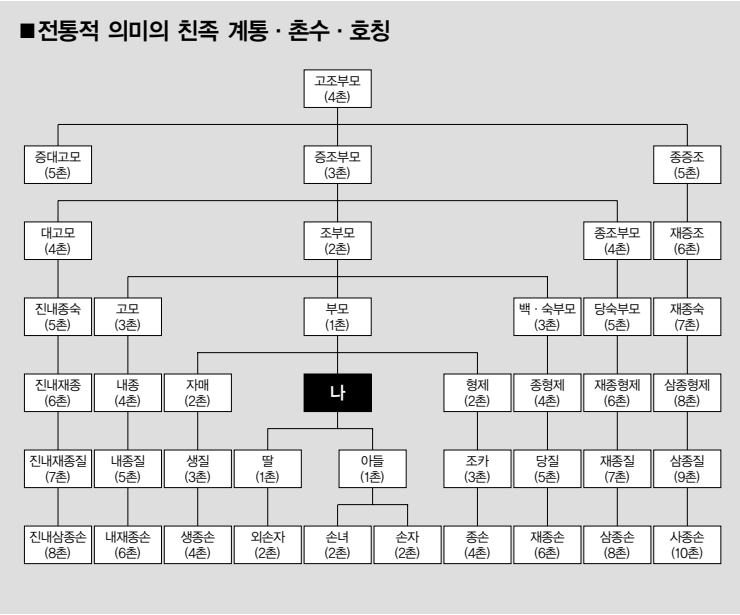 ■전통적 의미의 친족 계통 · 촌수 · 호칭
고조부모
(4촌)
증대고모
(5촌)
증조부모
(3촌)
종증조
(5촌)
대고모
(4촌)
조부모
(2촌)
종조부모
(4촌)
재증조
(6촌)
진내종숙
(5촌)
고모
(3촌)
부모
(1촌)
백 · 숙부모
(3촌)
당숙부모
(5촌)
재종숙
(7촌)
진내재종
(6촌)
내종
(4촌)
자매
(2촌)
나
형제
(2촌)
종형제
(4촌)
재종형제
(6촌)
삼종형제
(8촌)
진내재종질
(7촌)
내종질
(5촌)
생질
(3촌)
딸
(1촌)
아들
(1촌)
조카
(3촌)
당질
(5촌)
재종질
(7촌)
삼종질
(9촌)
진내삼종손
(8촌)
내재종손
(6촌)
생종손
(4촌)
외손자
(2촌)
손녀
(2촌)
손자
(2촌)
종손
(4촌)
재종손
(6촌)
삼종손
(8촌)
사종손
(10촌)